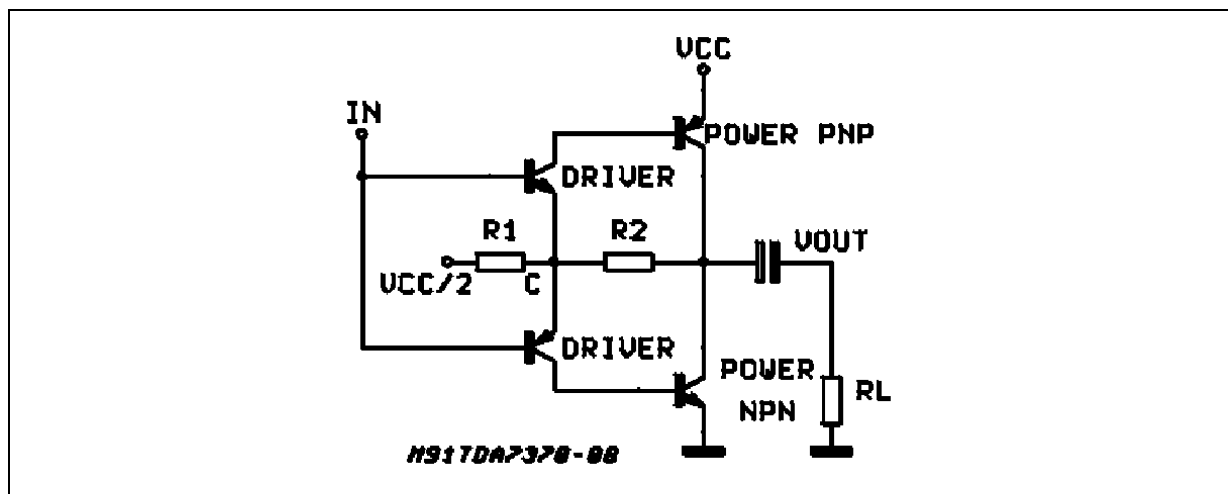 VCC
IN
POWER PNP
DRIVER
R1
R2
VOUT
VCC/2
C
DRIVER
POWER
NPN
RL
M91TDA7370-08